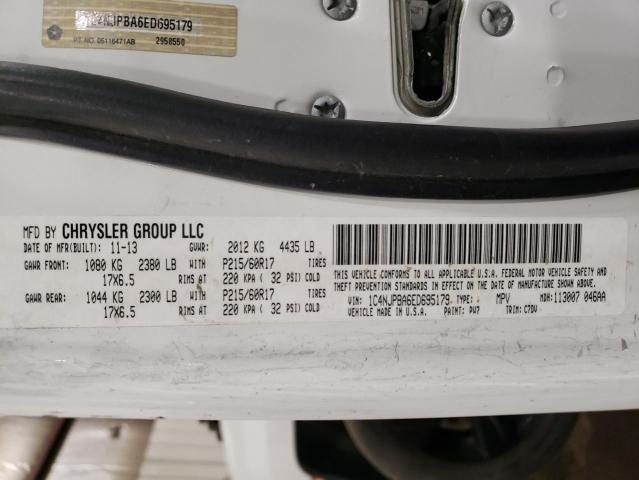 1C4NJPBA6ED695179
PT. NO. 05116471AB 2958550
MFD BY CHRYSLER GROUP LLC
DATE OF MFR(BUILT): 11-13 GVWR: 2012 KG 4435 LB
GAWR FRONT: 1080 KG 2380 LB WITH P215/60R17 TIRES
17X6.5 RIMS AT 220 KPA ( 32 PSI) COLD
GAWR REAR: 1044 KG 2300 LB WITH P215/60R17 TIRES
17X6.5 RIMS AT 220 KPA ( 32 PSI) COLD
THIS VEHICLE CONFORMS TO ALL APPLICABLE U.S.A. FEDERAL MOTOR VEHICLE SAFETY AND
THEFT PREVENTION STANDARDS IN EFFECT ON THE DATE OF MANUFACTURE SHOWN ABOVE.
VIN: 1C4NJPBA6ED695179 TYPE: MPV MDH: 113007 046AA
VEHICLE MADE IN U.S.A. PAINT: PW7 TRIM: C7DV